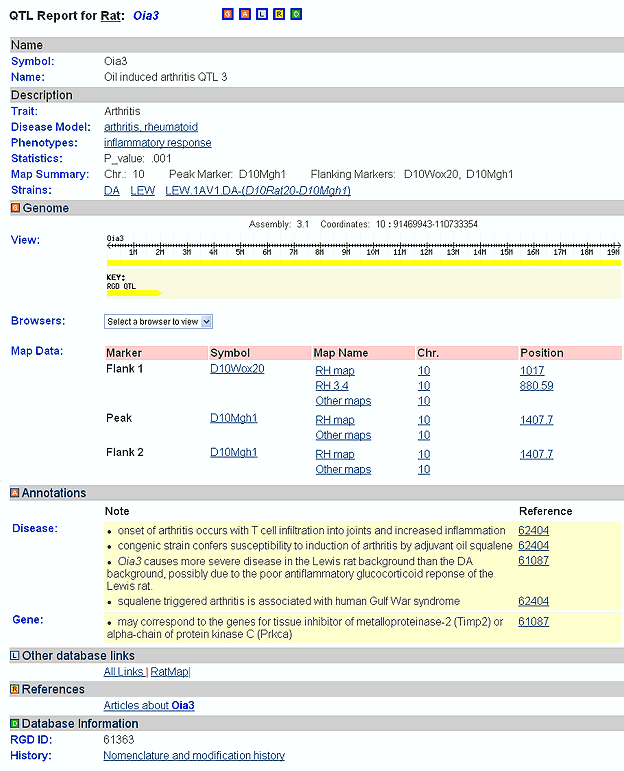 QTL Report for Rat: Oia3 G A L R D
Name
Symbol: Oia3
Name: Oil induced arthritis QTL 3
Description
Trait: Arthritis
Disease Model: arthritis, rheumatoid
Phenotypes: inflammatory response
Statistics: P_value: .001
Map Summary: Chr.: 10 Peak Marker: D10Mgh1 Flanking Markers: D10Wox20, D10Mgh1
Strains: DA LEW LEW.1AV1.DA-(D10Rat20-D10Mgh1)
G Genome
Assembly: 3.1 Coordinates: 10 : 91469943-110733354
View: Oia3
1M 2M 3M 4M 5M 6M 7M 8M 9M 10M 11M 12M 13M 14M 15M 16M 17M 18M 19M
KEY:
RGD QTL
Browsers: Select a browser to view
Map Data: Marker Symbol Map Name Chr. Position
Flank 1 D10Wox20 RH map 10 1017
RH 3.4 10 880.59
Other maps 10
Peak D10Mgh1 RH map 10 1407.7
Other maps 10
Flank 2 D10Mgh1 RH map 10 1407.7
Other maps 10
A Annotations
Note Reference
Disease: • onset of arthritis occurs with T cell infiltration into joints and increased inflammation 62404
• congenic strain confers susceptibility to induction of arthritis by adjuvant oil squalene 62404
• Oia3 causes more severe disease in the Lewis rat background than the DA 61087
background, possibly due to the poor antiflammatory glucocorticoid reponse of the
Lewis rat.
• squalene triggered arthritis is associated with human Gulf War syndrome 62404
Gene: • may correspond to the genes for tissue inhibitor of metalloproteinase-2 (Timp2) or 61087
alpha-chain of protein kinase C (Prkca)
L Other database links
All Links | RatMap|
R References
Articles about Oia3
D Database Information
RGD ID: 61363
History: Nomenclature and modification history